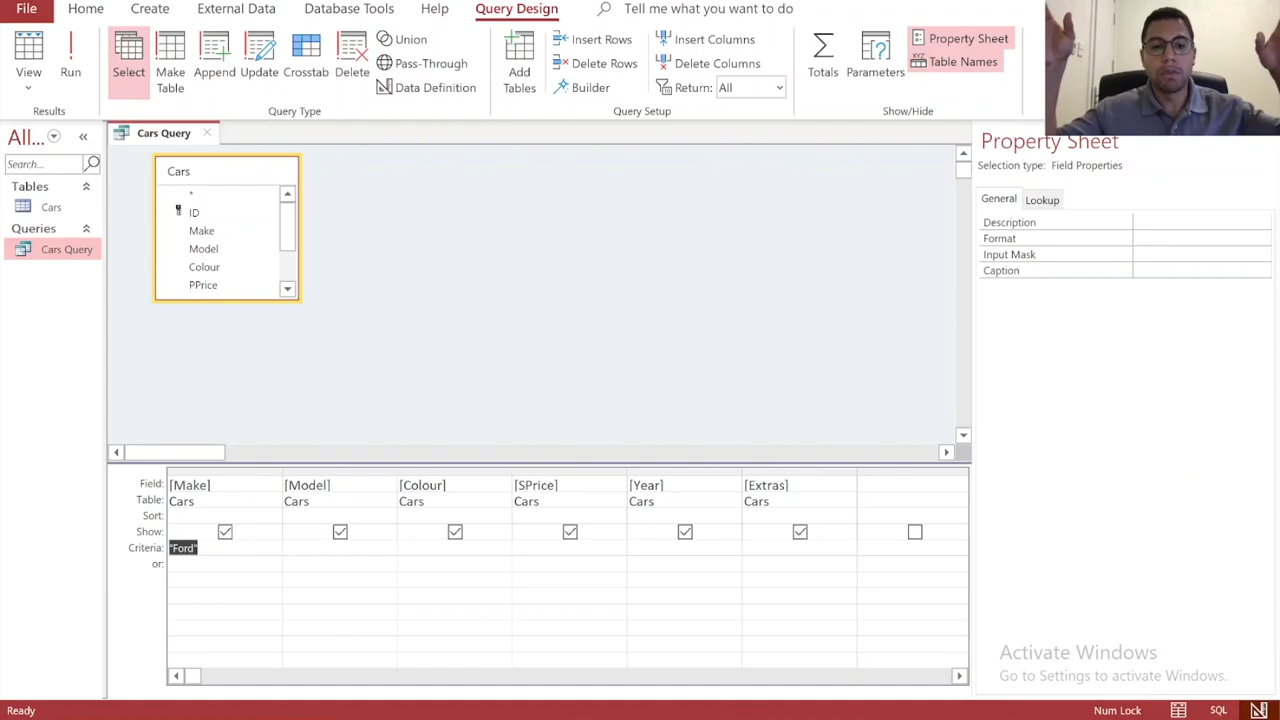 File Home Create External Data Database Tools Help Query Design Tell me what you want to do
View Run Select Make Table Append Update Crosstab Delete
Union
Pass-Through
Data Definition
Add Tables
Insert Rows
Delete Rows
Builder
Insert Columns
Delete Columns
Return: All
Totals Parameters
Property Sheet
Table Names
Results Query Type Query Setup Show/Hide
All...
Search...
Tables
Cars
Queries
Cars Query
Cars Query
Cars
*
ID
Make
Model
Colour
PPrice
Property Sheet
Selection type: Field Properties
General Lookup
Description
Format
Input Mask
Caption
Field: [Make] [Model] [Colour] [SPrice] [Year] [Extras]
Table: Cars Cars Cars Cars Cars Cars
Sort:
Show:
Criteria: "Ford"
or:
Activate Windows
Go to Settings to activate Windows.
Ready Num Lock SQL